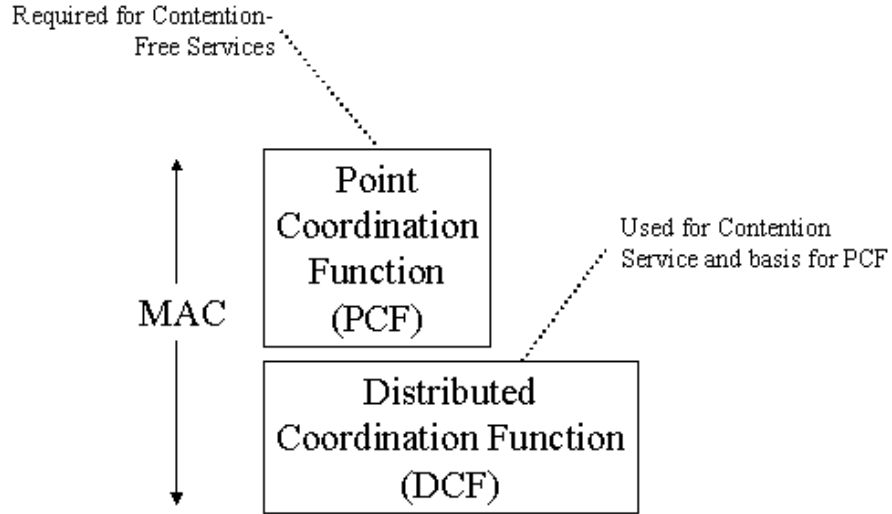 Required for Contention-
Free Services
Point
Coordination
Function
(PCF)
Used for Contention
Service and basis for PCF
MAC
Distributed
Coordination Function
(DCF)